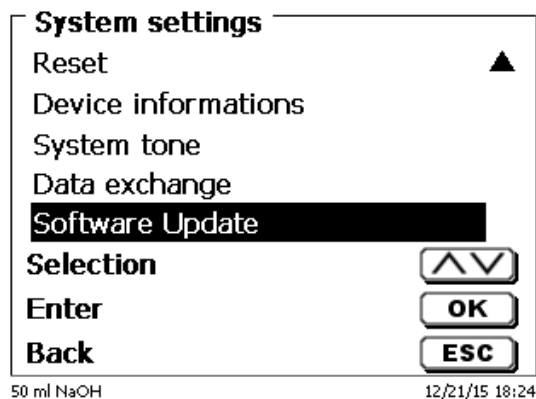 System settings
Reset
Device informations
System tone
Data exchange
Software Update
Selection
Enter OK
Back ESC
50 ml NaOH 12/21/15 18:24